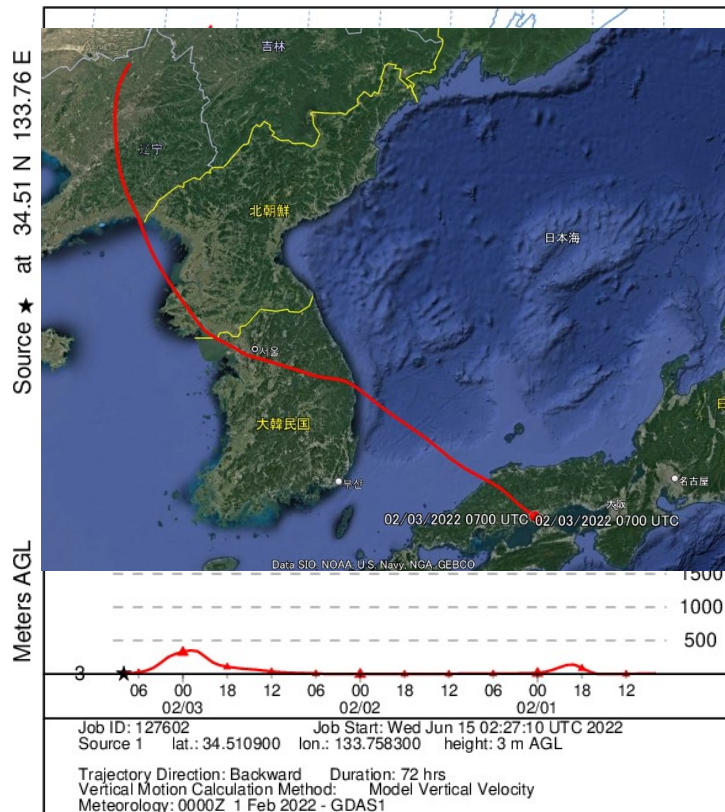 Source ★ at 34.51 N 133.76 E
吉林
辽宁
北朝鮮
日本海
서울
大韓民国
日
부산
名古屋
大阪
02/03/2022 0700 UTC 02/03/2022 0700 UTC
Data SIO, NOAA, U.S. Navy, NGA, GEBCO
Meters AGL
1500
1000
500
3
06 00 18 12 06 00 18 12 06 00 18 12
02/03 02/02 02/01
Job ID: 127602 Job Start: Wed Jun 15 02:27:10 UTC 2022
Source 1 lat.: 34.510900 lon.: 133.758300 height: 3 m AGL
Trajectory Direction: Backward Duration: 72 hrs
Vertical Motion Calculation Method: Model Vertical Velocity
Meteorology: 0000Z 1 Feb 2022 - GDAS1